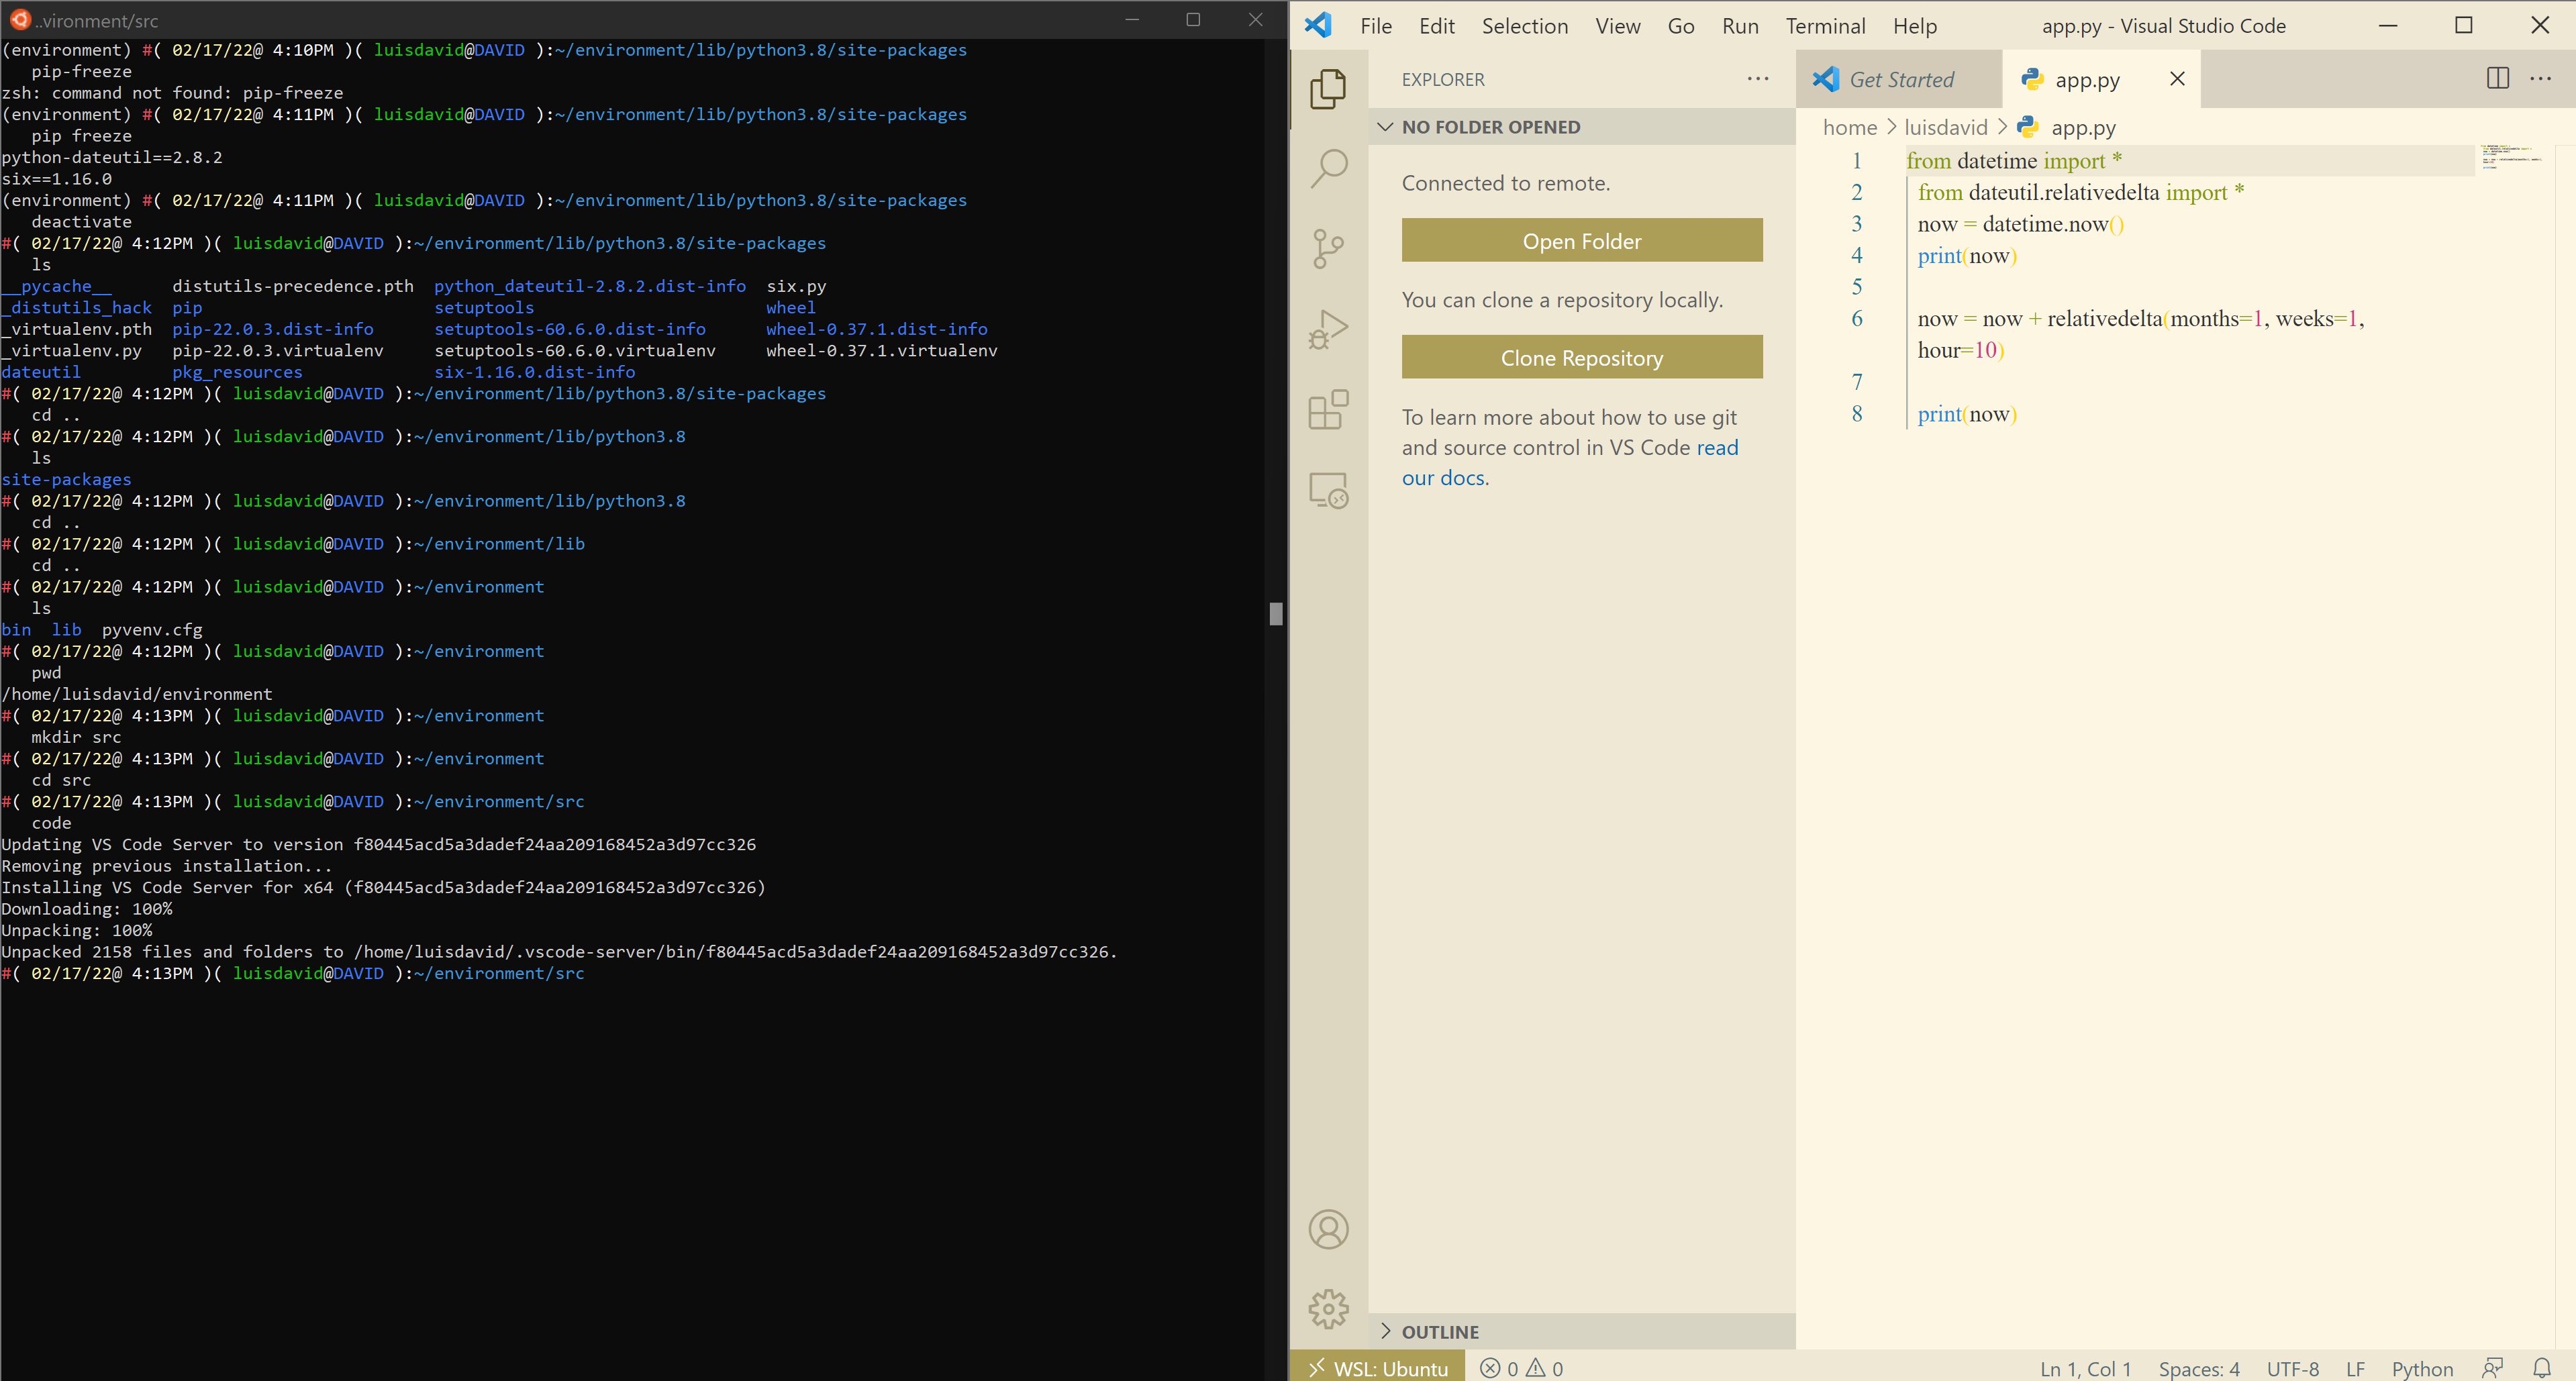 ..vironment/src
(environment) #( 02/17/22@ 4:10PM )( luisdavid@DAVID ):~/environment/lib/python3.8/site-packages
   pip-freeze
zsh: command not found: pip-freeze
(environment) #( 02/17/22@ 4:11PM )( luisdavid@DAVID ):~/environment/lib/python3.8/site-packages
   pip freeze
python-dateutil==2.8.2
six==1.16.0
(environment) #( 02/17/22@ 4:11PM )( luisdavid@DAVID ):~/environment/lib/python3.8/site-packages
   deactivate
#( 02/17/22@ 4:12PM )( luisdavid@DAVID ):~/environment/lib/python3.8/site-packages
   ls
__pycache__      distutils-precedence.pth  python_dateutil-2.8.2.dist-info  six.py
_distutils_hack  pip                       setuptools                       wheel
_virtualenv.pth  pip-22.0.3.dist-info      setuptools-60.6.0.dist-info      wheel-0.37.1.dist-info
_virtualenv.py   pip-22.0.3.virtualenv     setuptools-60.6.0.virtualenv     wheel-0.37.1.virtualenv
dateutil         pkg_resources             six-1.16.0.dist-info
#( 02/17/22@ 4:12PM )( luisdavid@DAVID ):~/environment/lib/python3.8/site-packages
   cd ..
#( 02/17/22@ 4:12PM )( luisdavid@DAVID ):~/environment/lib/python3.8
   ls
site-packages
#( 02/17/22@ 4:12PM )( luisdavid@DAVID ):~/environment/lib/python3.8
   cd ..
#( 02/17/22@ 4:12PM )( luisdavid@DAVID ):~/environment/lib
   cd ..
#( 02/17/22@ 4:12PM )( luisdavid@DAVID ):~/environment
   ls
bin  lib  pyvenv.cfg
#( 02/17/22@ 4:12PM )( luisdavid@DAVID ):~/environment
   pwd
/home/luisdavid/environment
#( 02/17/22@ 4:13PM )( luisdavid@DAVID ):~/environment
   mkdir src
#( 02/17/22@ 4:13PM )( luisdavid@DAVID ):~/environment
   cd src
#( 02/17/22@ 4:13PM )( luisdavid@DAVID ):~/environment/src
   code
Updating VS Code Server to version f80445acd5a3dadef24aa209168452a3d97cc326
Removing previous installation...
Installing VS Code Server for x64 (f80445acd5a3dadef24aa209168452a3d97cc326)
Downloading: 100%
Unpacking: 100%
Unpacked 2158 files and folders to /home/luisdavid/.vscode-server/bin/f80445acd5a3dadef24aa209168452a3d97cc326.
#( 02/17/22@ 4:13PM )( luisdavid@DAVID ):~/environment/src
File Edit Selection View Go Run Terminal Help app.py - Visual Studio Code
EXPLORER
NO FOLDER OPENED
Connected to remote.
Open Folder
You can clone a repository locally.
Clone Repository
To learn more about how to use git
and source control in VS Code read
our docs.
OUTLINE
Get Started app.py
home > luisdavid > app.py
1 from datetime import *
2 from dateutil.relativedelta import *
3 now = datetime.now()
4 print(now)
5
6 now = now + relativedelta(months=1, weeks=1,
hour=10)
7
8 print(now)
WSL: Ubuntu 0 0 Ln 1, Col 1 Spaces: 4 UTF-8 LF Python